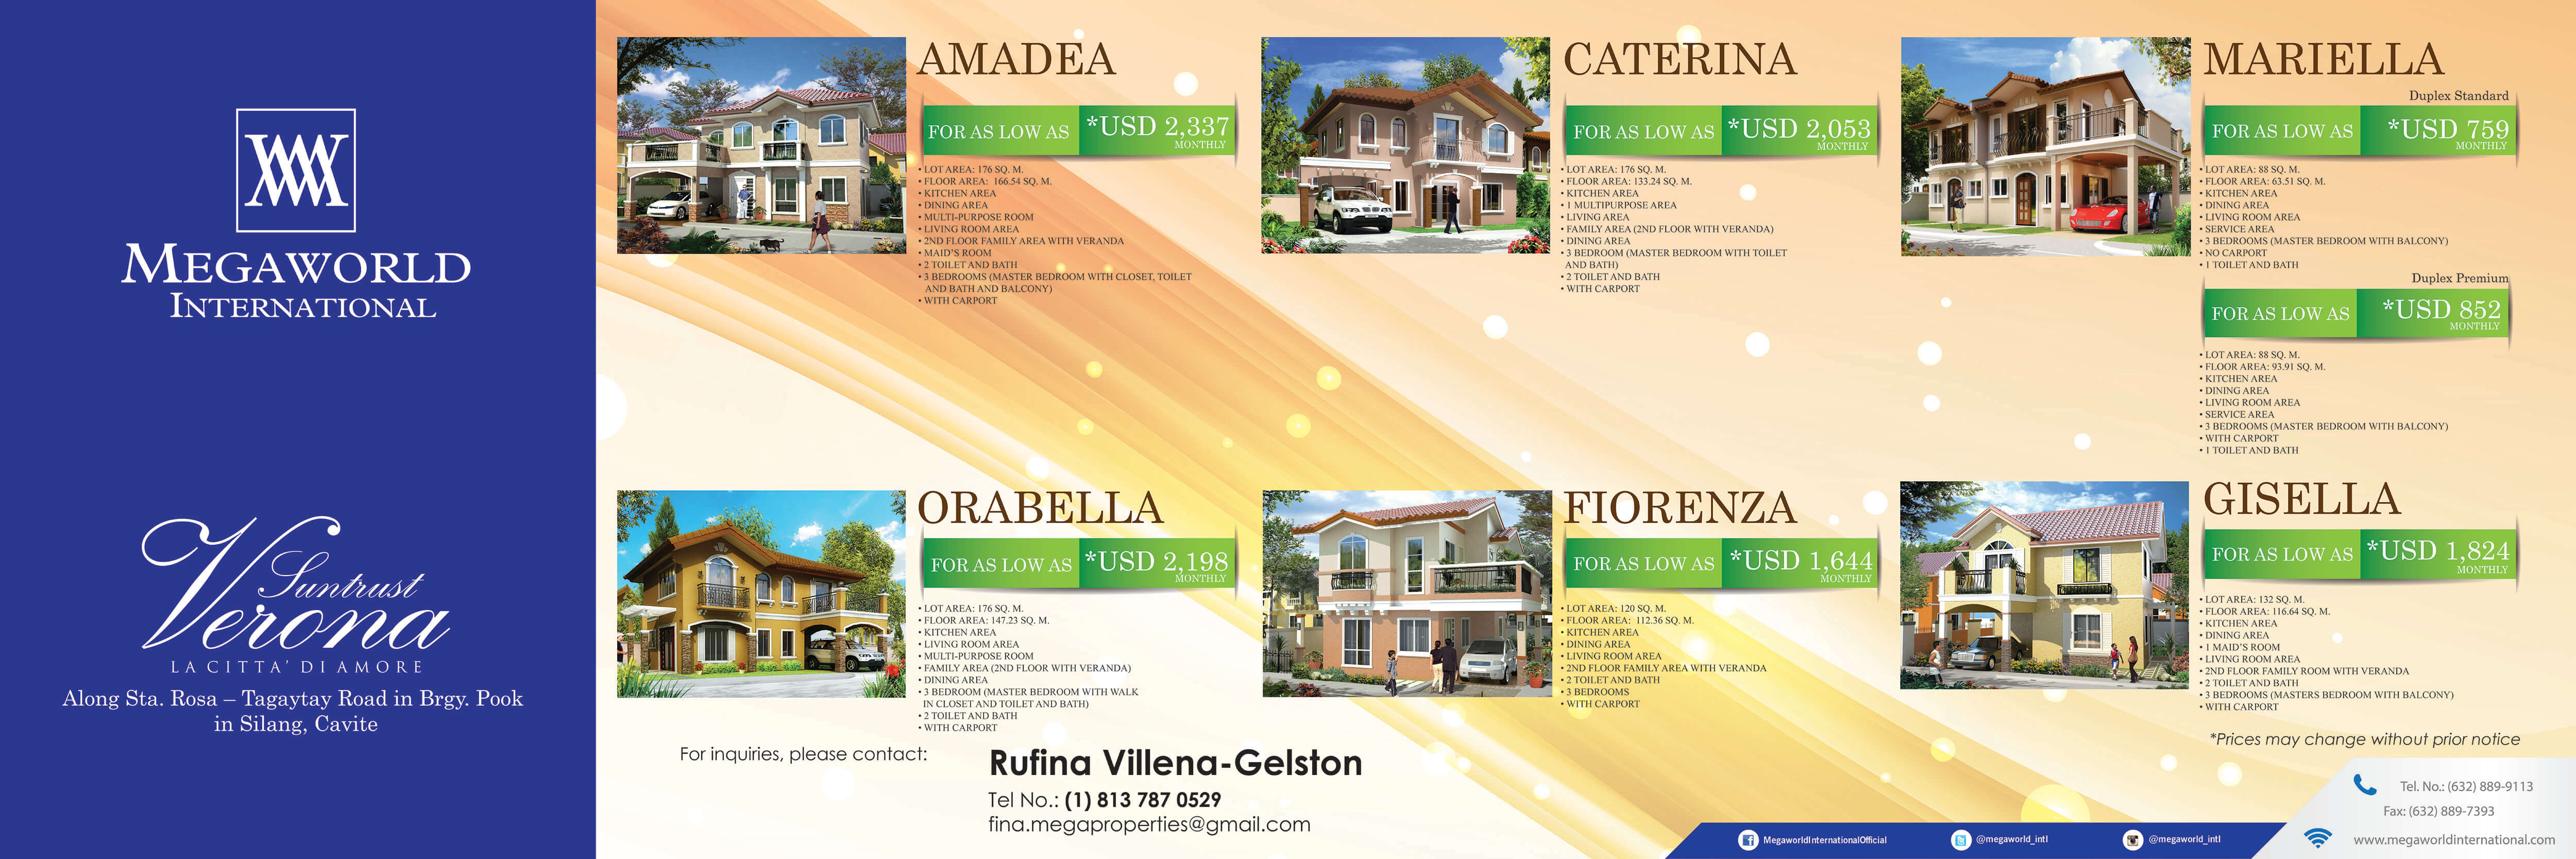 MEGAWORLD
INTERNATIONAL
Suntrust
Verona
LA CITTA' DI AMORE
Along Sta. Rosa – Tagaytay Road in Brgy. Pook
in Silang, Cavite
AMADEA
FOR AS LOW AS *USD 2,337
MONTHLY
• LOT AREA: 176 SQ. M.
• FLOOR AREA: 166.54 SQ. M.
• KITCHEN AREA
• DINING AREA
• MULTI-PURPOSE ROOM
• LIVING ROOM AREA
• 2ND FLOOR FAMILY AREA WITH VERANDA
• MAID'S ROOM
• 2 TOILET AND BATH
• 3 BEDROOMS (MASTER BEDROOM WITH CLOSET, TOILET
AND BATH AND BALCONY)
• WITH CARPORT
CATERINA
FOR AS LOW AS *USD 2,053
MONTHLY
• LOT AREA: 176 SQ. M.
• FLOOR AREA: 133.24 SQ. M.
• KITCHEN AREA
• 1 MULTIPURPOSE AREA
• LIVING AREA
• FAMILY AREA (2ND FLOOR WITH VERANDA)
• DINING AREA
• 3 BEDROOM (MASTER BEDROOM WITH TOILET
AND BATH)
• 2 TOILET AND BATH
• WITH CARPORT
MARIELLA
Duplex Standard
FOR AS LOW AS *USD 759
MONTHLY
• LOT AREA: 88 SQ. M.
• FLOOR AREA: 63.51 SQ. M.
• KITCHEN AREA
• DINING AREA
• LIVING ROOM AREA
• SERVICE AREA
• 3 BEDROOMS (MASTER BEDROOM WITH BALCONY)
• NO CARPORT
• 1 TOILET AND BATH
Duplex Premium
FOR AS LOW AS *USD 852
MONTHLY
• LOT AREA: 88 SQ. M.
• FLOOR AREA: 93.91 SQ. M.
• KITCHEN AREA
• DINING AREA
• LIVING ROOM AREA
• SERVICE AREA
• 3 BEDROOMS (MASTER BEDROOM WITH BALCONY)
• WITH CARPORT
• 1 TOILET AND BATH
ORABELLA
FOR AS LOW AS *USD 2,198
MONTHLY
• LOT AREA: 176 SQ. M.
• FLOOR AREA: 147.23 SQ. M.
• KITCHEN AREA
• LIVING ROOM AREA
• MULTI-PURPOSE ROOM
• FAMILY AREA (2ND FLOOR WITH VERANDA)
• DINING AREA
• 3 BEDROOM (MASTER BEDROOM WITH WALK
IN CLOSET AND TOILET AND BATH)
• 2 TOILET AND BATH
• WITH CARPORT
FIORENZA
FOR AS LOW AS *USD 1,644
MONTHLY
• LOT AREA: 120 SQ. M.
• FLOOR AREA: 112.36 SQ. M.
• KITCHEN AREA
• DINING AREA
• LIVING ROOM AREA
• 2ND FLOOR FAMILY AREA WITH VERANDA
• 2 TOILET AND BATH
• 3 BEDROOMS
• WITH CARPORT
GISELLA
FOR AS LOW AS *USD 1,824
MONTHLY
• LOT AREA: 132 SQ. M.
• FLOOR AREA: 116.64 SQ. M.
• KITCHEN AREA
• DINING AREA
• 1 MAID'S ROOM
• LIVING ROOM AREA
• 2ND FLOOR FAMILY ROOM WITH VERANDA
• 2 TOILET AND BATH
• 3 BEDROOMS (MASTERS BEDROOM WITH BALCONY)
• WITH CARPORT
*Prices may change without prior notice
For inquiries, please contact:
Rufina Villena-Gelston
Tel No.: (1) 813 787 0529
fina.megaproperties@gmail.com
MegaworldInternationalOfficial
@megaworld_intl
@megaworld_intl
Tel. No.: (632) 889-9113
Fax: (632) 889-7393
www.megaworldinternational.com